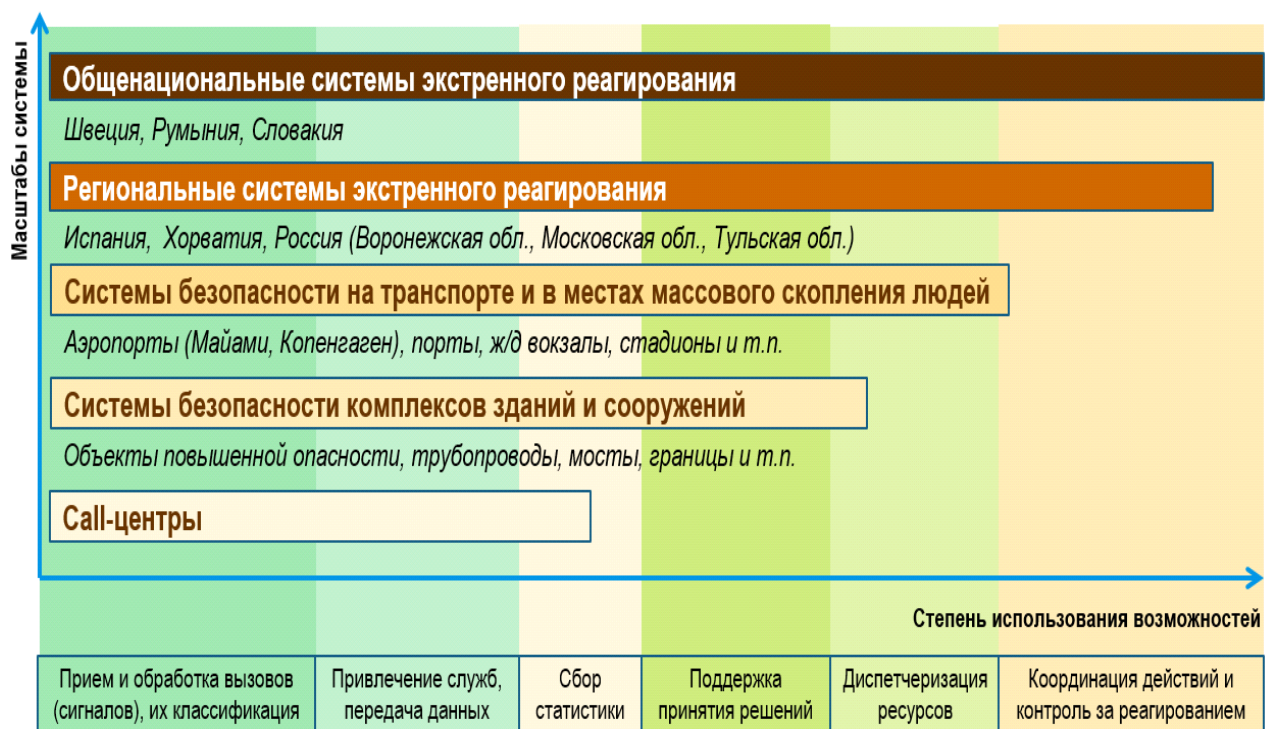 Масштабы системы
Общенациональные системы экстренного реагирования
Швеция, Румыния, Словакия
Региональные системы экстренного реагирования
Испания, Хорватия, Россия (Воронежская обл., Московская обл., Тульская обл.)
Системы безопасности на транспорте и в местах массового скопления людей
Аэропорты (Майами, Копенгаген), порты, ж/д вокзалы, стадионы и т.п.
Системы безопасности комплексов зданий и сооружений
Объекты повышенной опасности, трубопроводы, мосты, границы и т.п.
Call-центры
Степень использования возможностей
Прием и обработка вызовов
(сигналов), их классификация
Привлечение служб,
передача данных
Сбор
статистики
Поддержка
принятия решений
Диспетчеризация
ресурсов
Координация действий и
контроль за реагированием